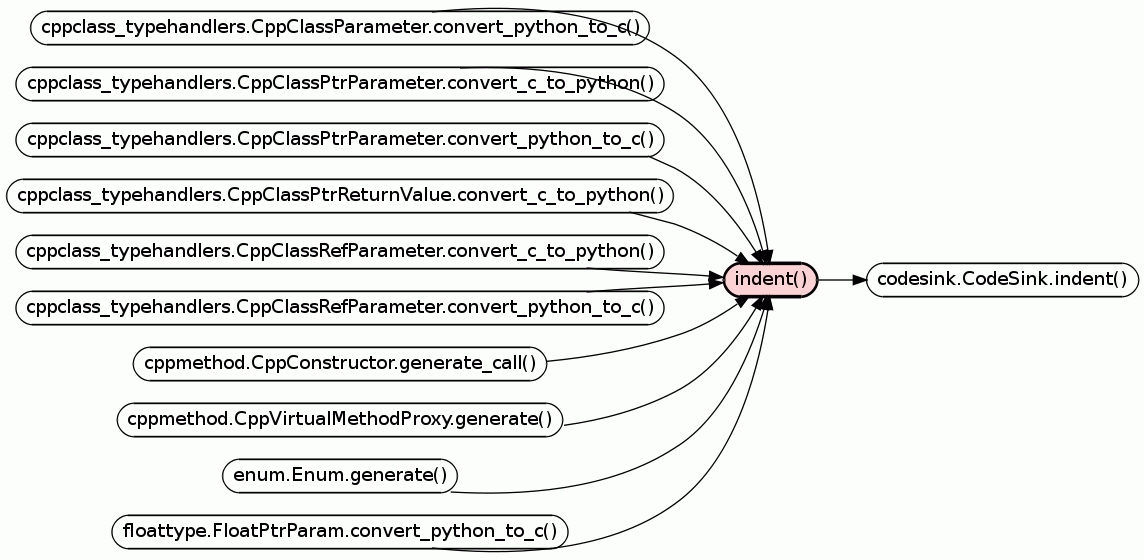 cppclass_typehandlers.CppClassParameter.convert_python_to_c()
cppclass_typehandlers.CppClassPtrParameter.convert_c_to_python()
cppclass_typehandlers.CppClassPtrParameter.convert_python_to_c()
cppclass_typehandlers.CppClassPtrReturnValue.convert_c_to_python()
cppclass_typehandlers.CppClassRefParameter.convert_c_to_python()
cppclass_typehandlers.CppClassRefParameter.convert_python_to_c()
cppmethod.CppConstructor.generate_call()
cppmethod.CppVirtualMethodProxy.generate()
enum.Enum.generate()
floattype.FloatPtrParam.convert_python_to_c()
indent()
codesink.CodeSink.indent()